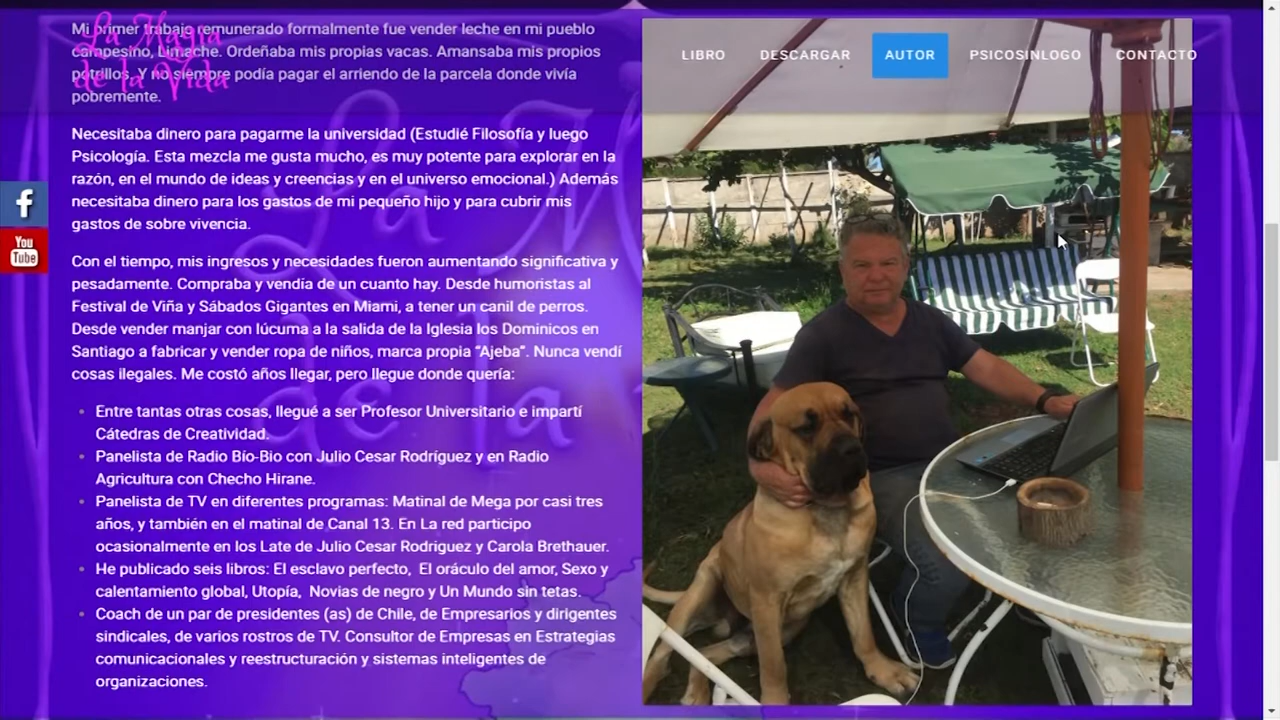 LIBRO DESCARGAR AUTOR PSICOSINLOGO CONTACTO
La Magia
de la Vida
Mi primer trabajo remunerado formalmente fue vender leche en mi pueblo
campesino, Limache. Ordeñaba mis propias vacas. Amansaba mis propios
potrillos. Y no siempre podía pagar el arriendo de la parcela donde vivía
pobremente.
Necesitaba dinero para pagarme la universidad (Estudié Filosofía y luego
Psicología. Esta mezcla me gusta mucho, es muy potente para explorar en la
razón, en el mundo de ideas y creencias y en el universo emocional.) Además
necesitaba dinero para los gastos de mi pequeño hijo y para cubrir mis
gastos de sobre vivencia.
f
You
Tube
Con el tiempo, mis ingresos y necesidades fueron aumentando significativa y
pesadamente. Compraba y vendía de un cuanto hay. Desde humoristas al
Festival de Viña y Sábados Gigantes en Miami, a tener un canil de perros.
Desde vender manjar con lúcuma a la salida de la Iglesia los Dominicos en
Santiago a fabricar y vender ropa de niños, marca propia “Ajeba”. Nunca vendí
cosas ilegales. Me costó años llegar, pero llegue donde quería:
Entre tantas otras cosas, llegué a ser Profesor Universitario e impartí
Cátedras de Creatividad.
Panelista de Radio Bío-Bio con Julio Cesar Rodríguez y en Radio
Agricultura con Checho Hirane.
Panelista de TV en diferentes programas: Matinal de Mega por casi tres
años, y también en el matinal de Canal 13. En La red participo
ocasionalmente en los Late de Julio Cesar Rodriguez y Carola Brethauer.
He publicado seis libros: El esclavo perfecto, El oráculo del amor, Sexo y
calentamiento global, Utopía, Novias de negro y Un Mundo sin tetas.
Coach de un par de presidentes (as) de Chile, de Empresarios y dirigentes
sindicales, de varios rostros de TV. Consultor de Empresas en Estrategias
comunicacionales y reestructuración y sistemas inteligentes de
organizaciones.